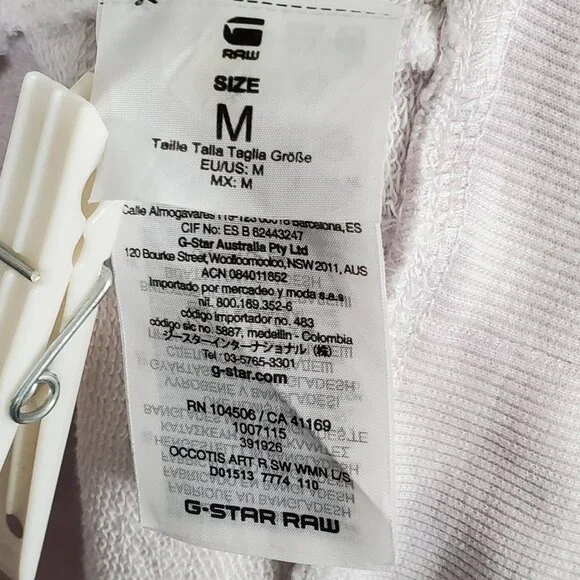 G
RAW
SIZE
M
Taille Talla Taglia Größe
EU/US: M
MX: M
Calle Almogavares 119-123 00018 Barcelona, ES
CIF No: ES B 62443247
G-Star Australia Pty Ltd
120 Bourke Street, Woolloomooloo, NSW 2011, AUS
ACN 084011852
Importado por mercadeo y moda s.a.s
nit. 800.169.352-6
código importador no. 483
código sic no. 5887, medellin - Colombia
ジースターインターナショナル (株)
Tel : 03-5765-3301
g-star.com
RN 104506 / CA 41169
1007115
391926
OCCOTIS ART R SW WMN L/S
D01513 7774 110
G-STAR RAW